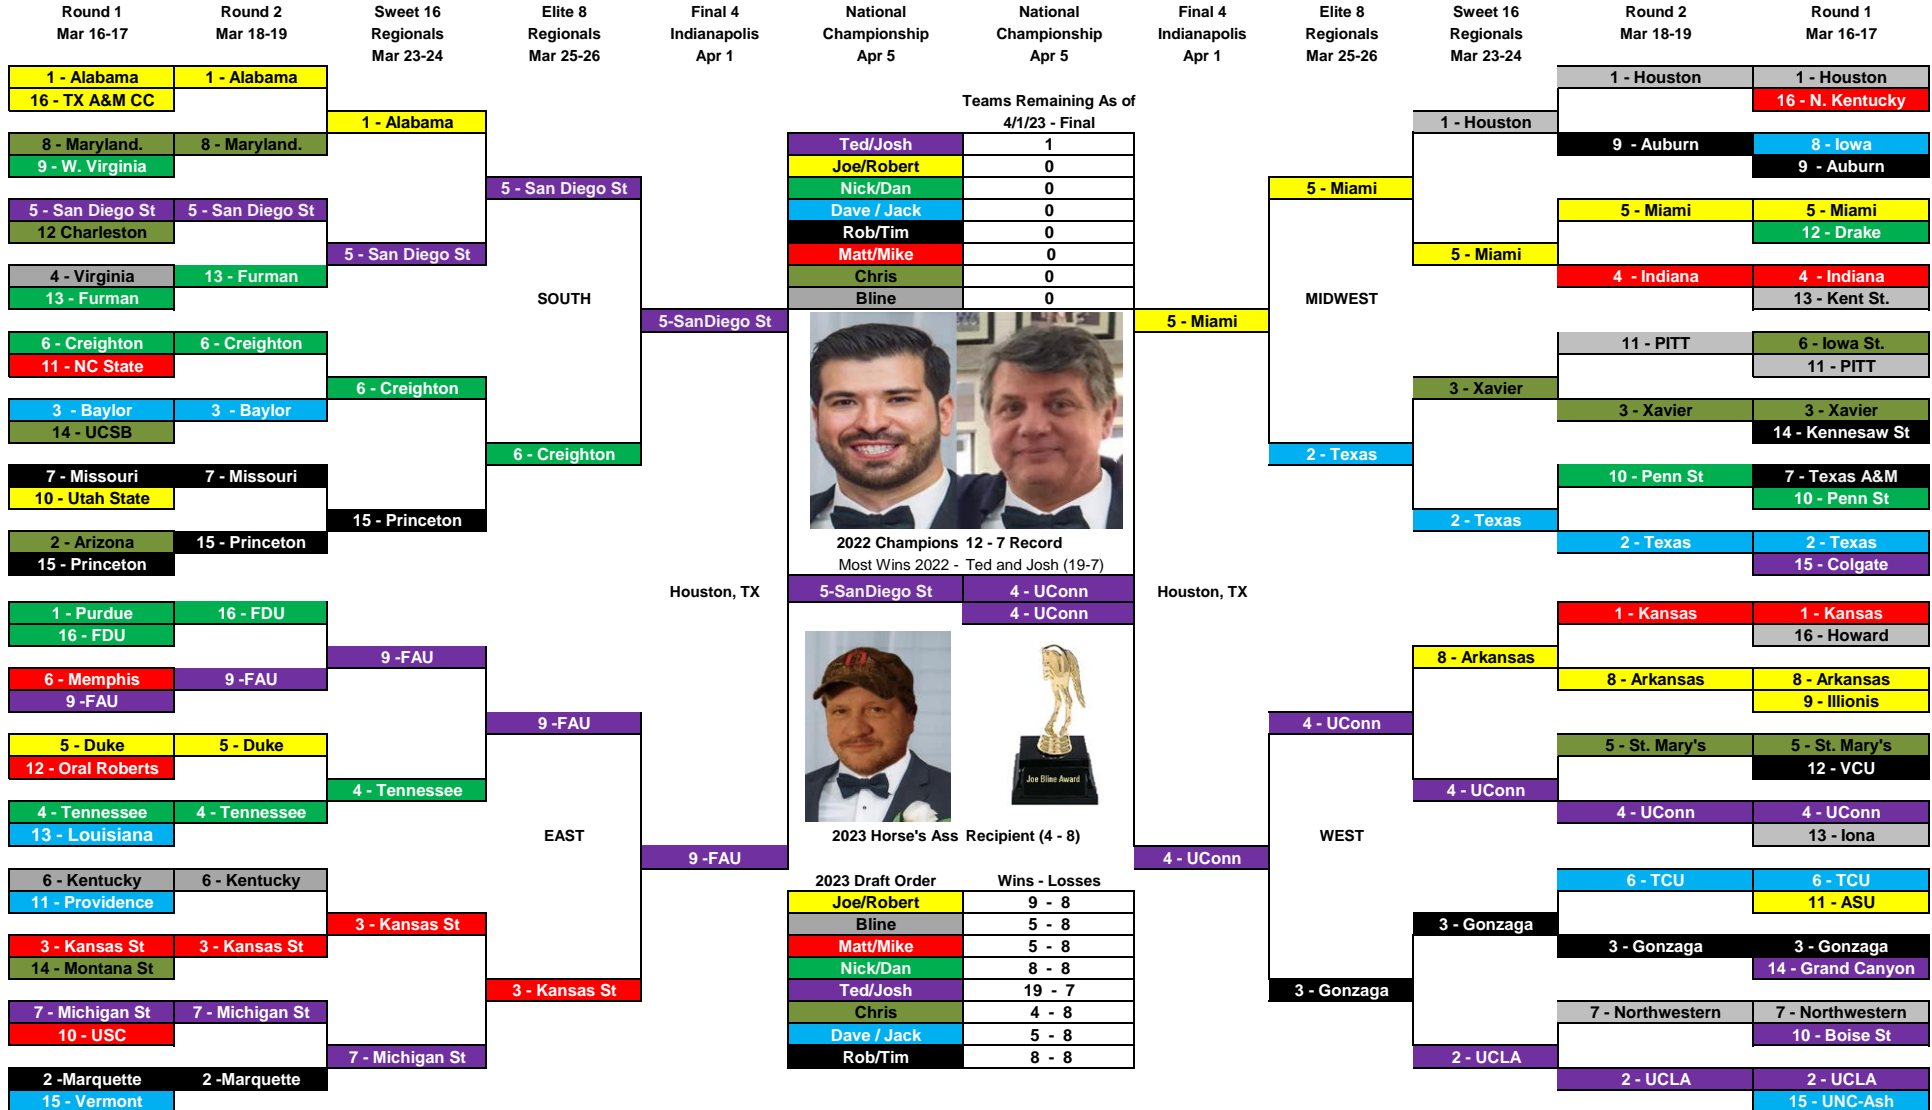 Round 1
Mar 16-17
Round 2
Mar 18-19
Sweet 16
Regionals
Mar 23-24
Elite 8
Regionals
Mar 25-26
Final 4
Indianapolis
Apr 1
National
Championship
Apr 5
National
Championship
Apr 5
Final 4
Indianapolis
Apr 1
Elite 8
Regionals
Mar 25-26
Sweet 16
Regionals
Mar 23-24
Round 2
Mar 18-19
Round 1
Mar 16-17
1 - Alabama
16 - TX A&M CC
8 - Maryland.
9 - W. Virginia
5 - San Diego St
12 Charleston
4 - Virginia
13 - Furman
6 - Creighton
11 - NC State
3 - Baylor
14 - UCSB
7 - Missouri
10 - Utah State
2 - Arizona
15 - Princeton
1 - Purdue
16 - FDU
6 - Memphis
9 -FAU
5 - Duke
12 - Oral Roberts
4 - Tennessee
13 - Louisiana
6 - Kentucky
11 - Providence
3 - Kansas St
14 - Montana St
7 - Michigan St
10 - USC
2 -Marquette
15 - Vermont
1 - Alabama
8 - Maryland.
5 - San Diego St
13 - Furman
6 - Creighton
3 - Baylor
7 - Missouri
15 - Princeton
16 - FDU
9 -FAU
5 - Duke
4 - Tennessee
6 - Kentucky
3 - Kansas St
7 - Michigan St
2 -Marquette
1 - Alabama
5 - San Diego St
6 - Creighton
15 - Princeton
9 -FAU
4 - Tennessee
3 - Kansas St
7 - Michigan St
5 - San Diego St
SOUTH
6 - Creighton
9 -FAU
EAST
3 - Kansas St
5-SanDiego St
Houston, TX
9 -FAU
Teams Remaining As of
4/1/23 - Final
Ted/Josh 1
Joe/Robert 0
Nick/Dan 0
Dave / Jack 0
Rob/Tim 0
Matt/Mike 0
Chris 0
Bline 0
2022 Champions 12 - 7 Record
Most Wins 2022 - Ted and Josh (19-7)
5-SanDiego St 4 - UConn
4 - UConn
Joe Bline Award
2023 Horse's Ass Recipient (4 - 8)
2023 Draft Order Wins - Losses
Joe/Robert 9 - 8
Bline 5 - 8
Matt/Mike 5 - 8
Nick/Dan 8 - 8
Ted/Josh 19 - 7
Chris 4 - 8
Dave / Jack 5 - 8
Rob/Tim 8 - 8
5 - Miami
Houston, TX
4 - UConn
5 - Miami
MIDWEST
2 - Texas
4 - UConn
WEST
3 - Gonzaga
1 - Houston
5 - Miami
3 - Xavier
2 - Texas
8 - Arkansas
4 - UConn
3 - Gonzaga
2 - UCLA
1 - Houston
9 - Auburn
5 - Miami
4 - Indiana
11 - PITT
3 - Xavier
10 - Penn St
2 - Texas
1 - Kansas
8 - Arkansas
5 - St. Mary's
4 - UConn
6 - TCU
3 - Gonzaga
7 - Northwestern
2 - UCLA
1 - Houston
16 - N. Kentucky
8 - Iowa
9 - Auburn
5 - Miami
12 - Drake
4 - Indiana
13 - Kent St.
6 - Iowa St.
11 - PITT
3 - Xavier
14 - Kennesaw St
7 - Texas A&M
10 - Penn St
2 - Texas
15 - Colgate
1 - Kansas
16 - Howard
8 - Arkansas
9 - Illionis
5 - St. Mary's
12 - VCU
4 - UConn
13 - Iona
6 - TCU
11 - ASU
3 - Gonzaga
14 - Grand Canyon
7 - Northwestern
10 - Boise St
2 - UCLA
15 - UNC-Ash